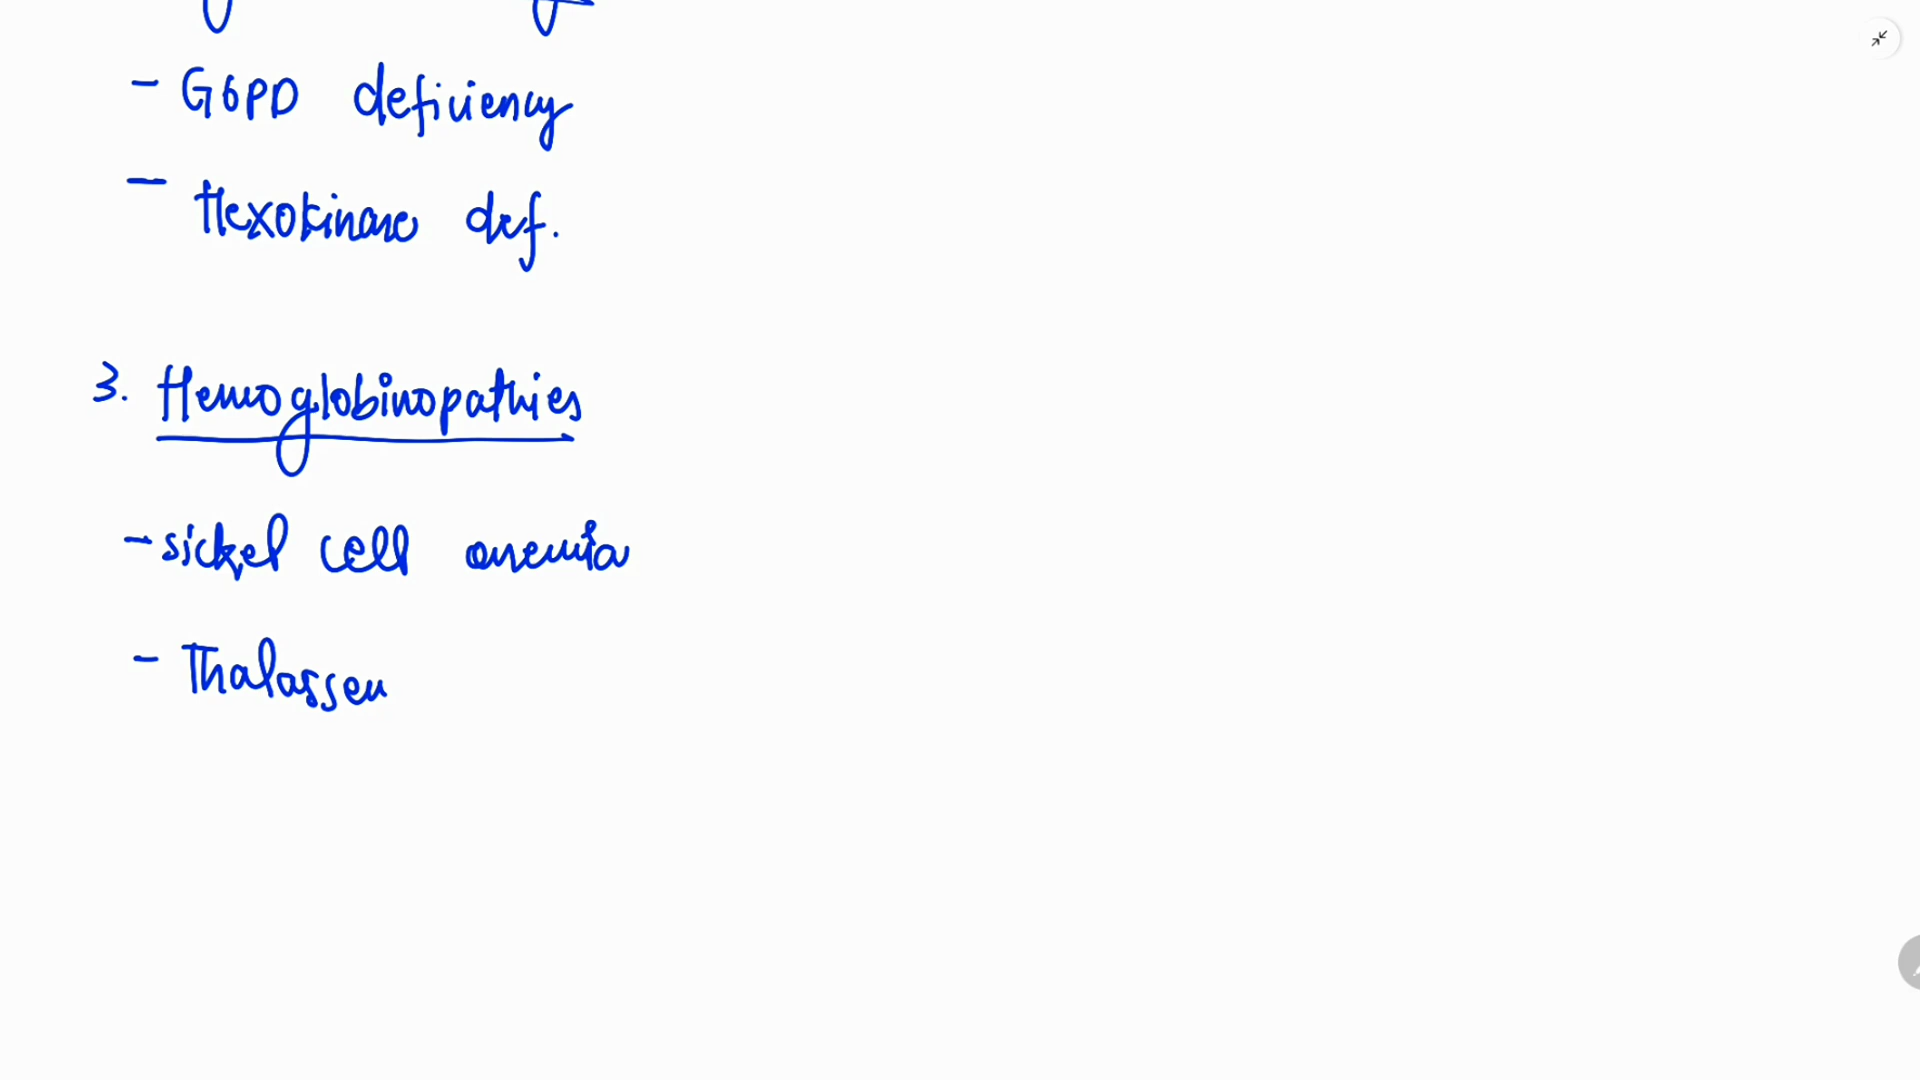 - G6PD deficiency
- Hexokinase def.
3. Hemoglobinopathies
- sickel cell anemia
- Thalassem